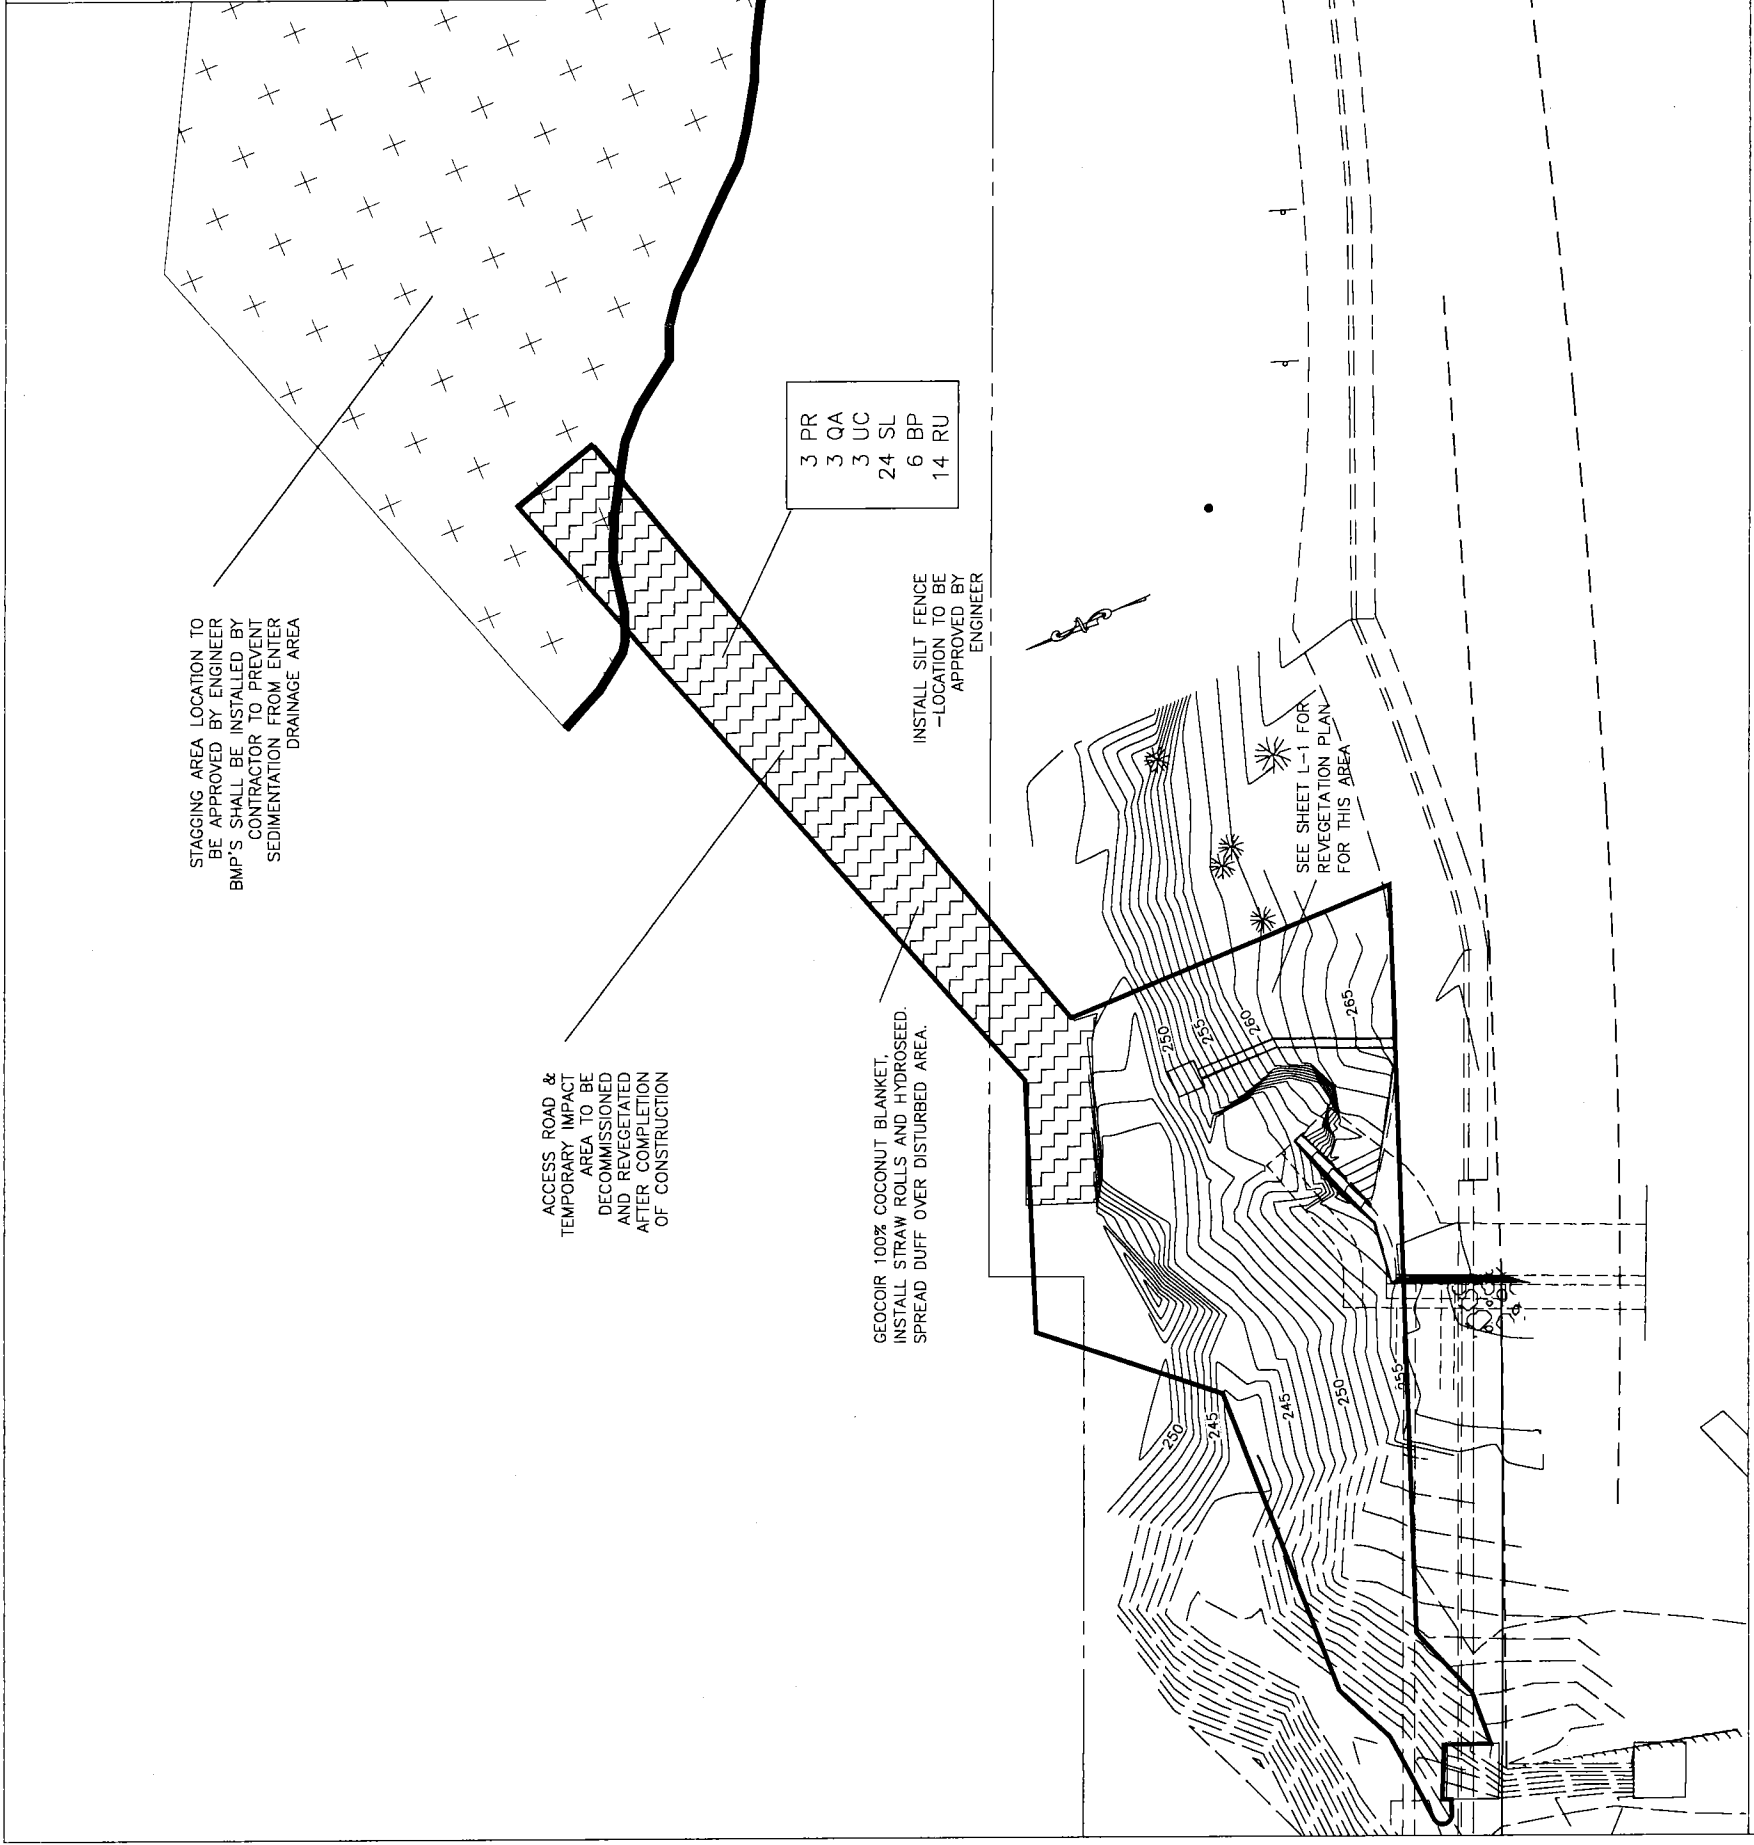 STAGGING AREA LOCATION TO
BE APPROVED BY ENGINEER
BMP'S SHALL BE INSTALLED BY
CONTRACTOR TO PREVENT
SEDIMENTATION FROM ENTER
DRAINAGE AREA
ACCESS ROAD &
TEMPORARY IMPACT
AREA TO BE
DECOMMISSIONED
AND REVEGETATED
AFTER COMPLETION
OF CONSTRUCTION
3 PR
3 QA
3 UC
24 SL
6 BP
14 RU
GEOCOIR 100% COCONUT BLANKET,
INSTALL STRAW ROLLS AND HYDROSEED.
SPREAD DUFF OVER DISTURBED AREA.
INSTALL SILT FENCE
-LOCATION TO BE
APPROVED BY
ENGINEER
SEE SHEET L-1 FOR
REVEGETATION PLAN
FOR THIS AREA
250
255
260
265
250
245
245
250
255